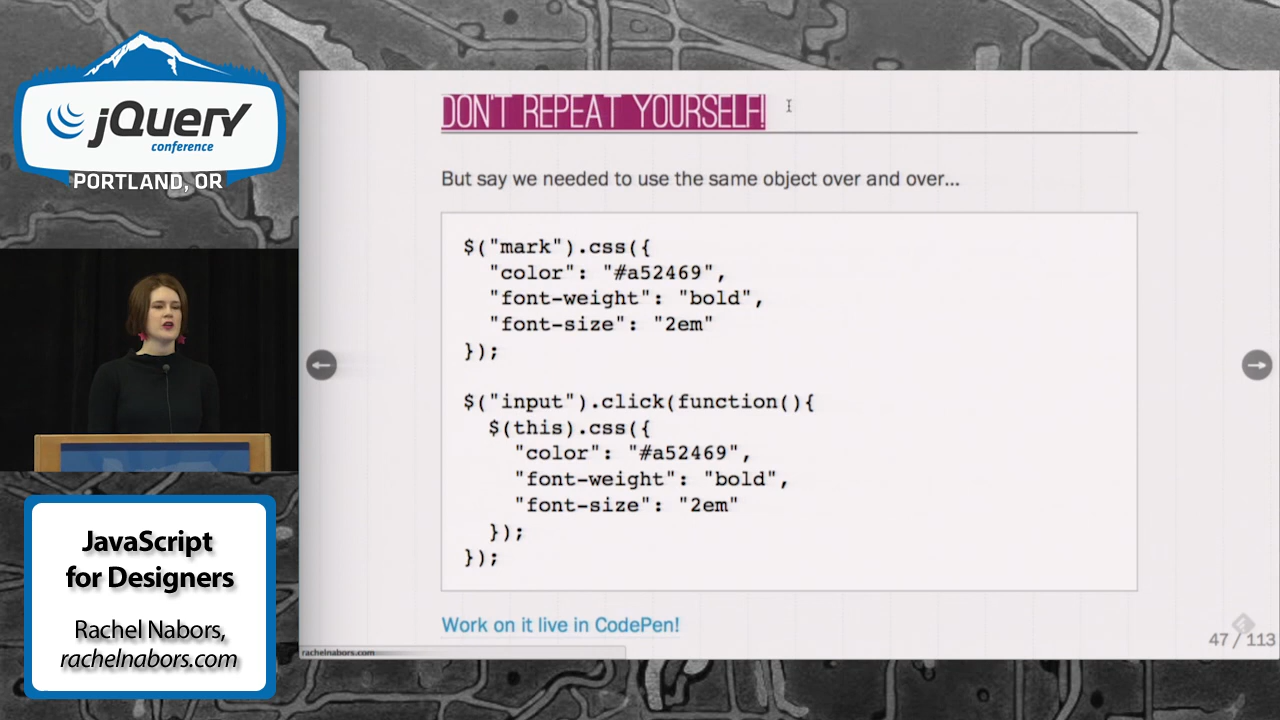 jQuery
conference
PORTLAND, OR
DON'T REPEAT YOURSELF!
But say we needed to use the same object over and over...
$("mark").css({
"color": "#a52469",
"font-weight": "bold",
"font-size": "2em"
});
$("input").click(function(){
$(this).css({
"color": "#a52469",
"font-weight": "bold",
"font-size": "2em"
});
});
Work on it live in CodePen!
47 / 113
rachelnabors.com
JavaScript
for Designers
Rachel Nabors,
rachelnabors.com